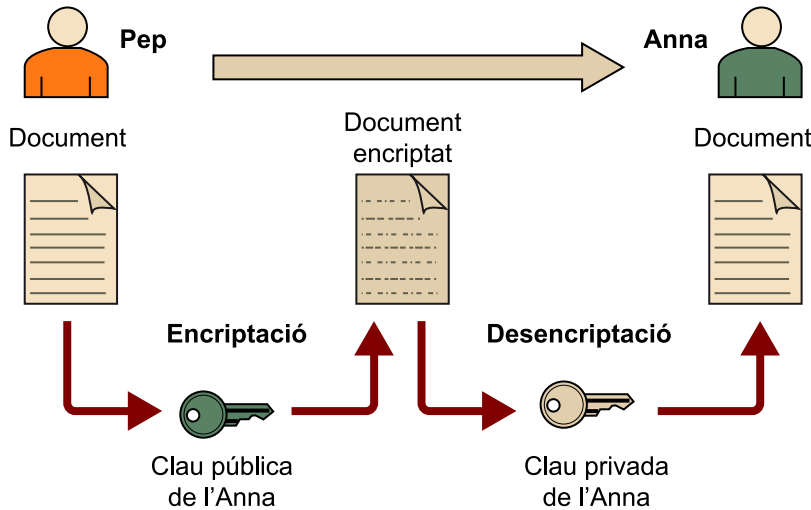 Pep
Anna
Document
Document
encriptat
Document
Encriptació
Desencriptació
Clau pública
de l’Anna
Clau privada
de l’Anna